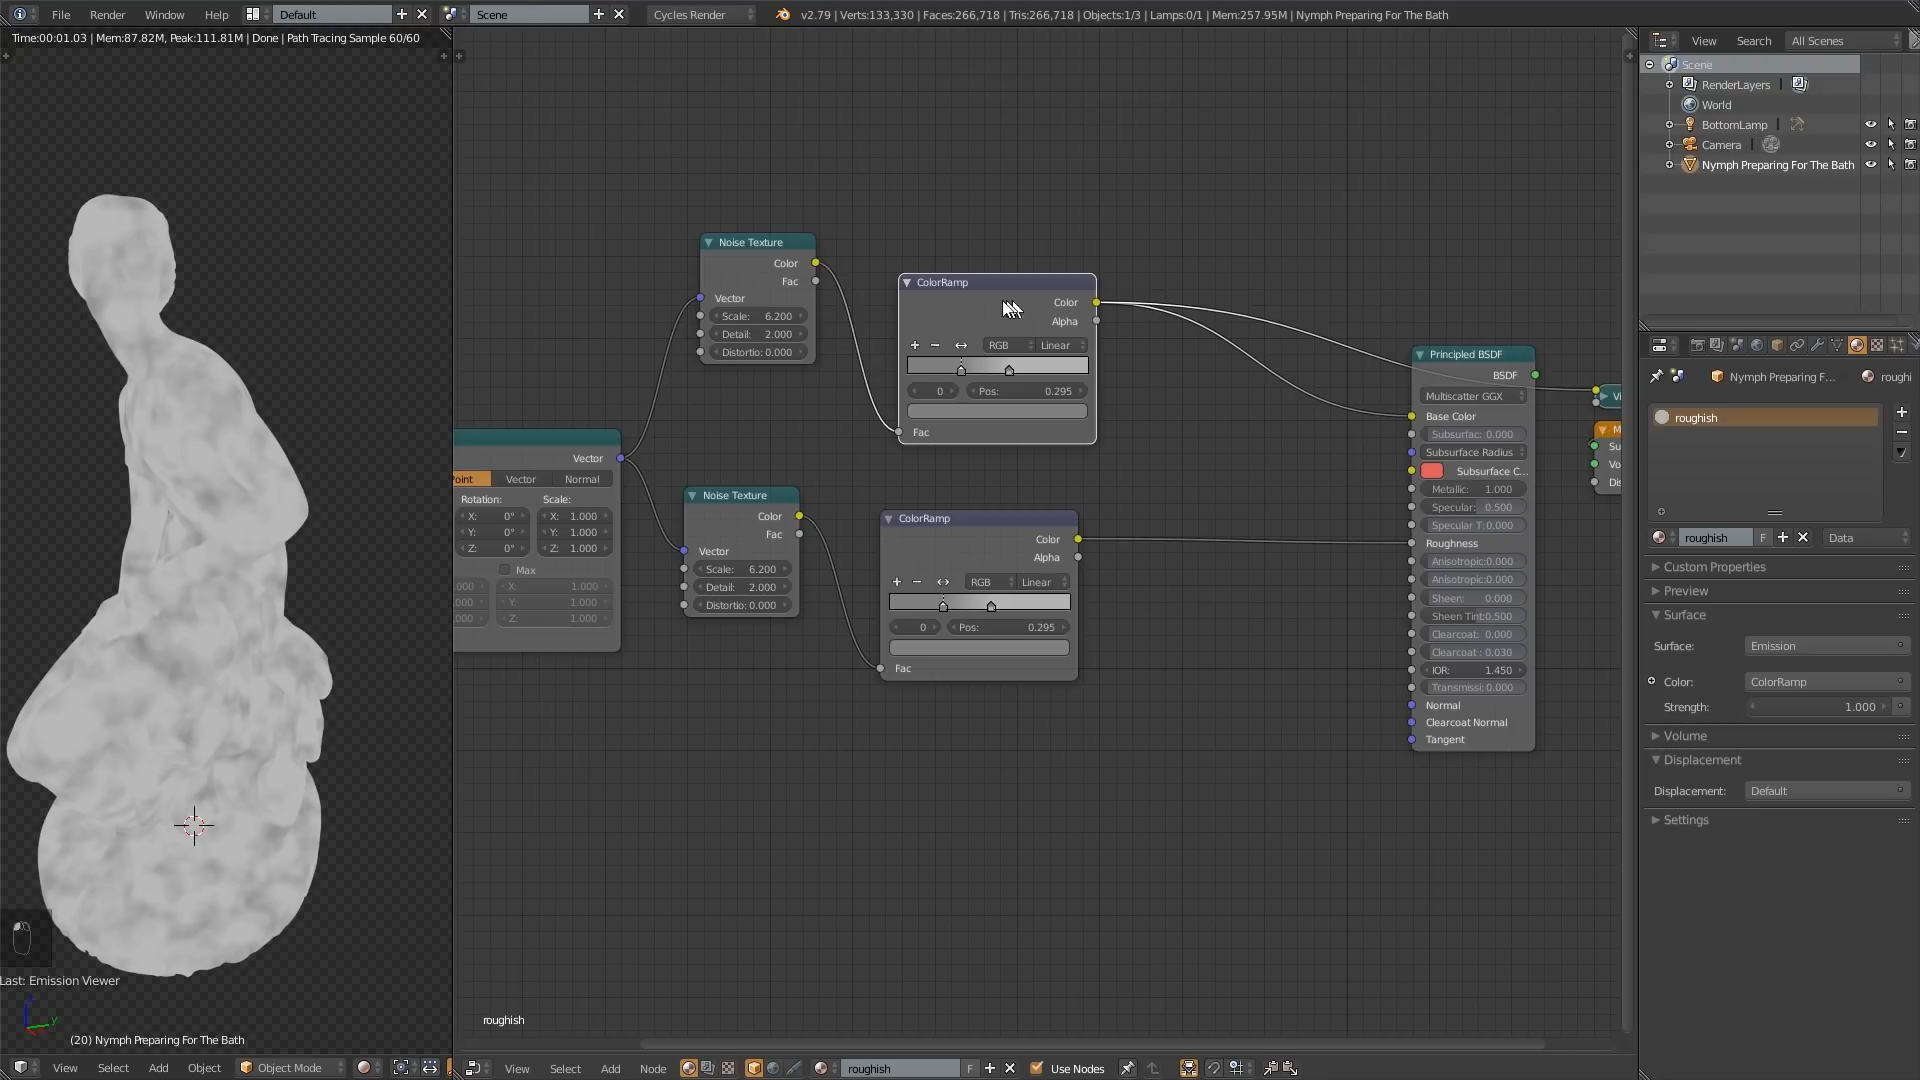 File Render Window Help Default Scene Cycles Render v2.79 | Verts:133,330 | Faces:266,718 | Tris:266,718 | Objects:1/3 | Lamps:0/1 | Mem:257.95M | Nymph Preparing For The Bath
Time:00:01.03 | Mem:87.82M, Peak:111.81M | Done | Path Tracing Sample 60/60
Last: Emission Viewer
y
(20) Nymph Preparing For The Bath
View Select Add Object Object Mode
Vector
Point Vector Normal
Rotation: Scale:
X: 0° X: 1.000
Y: 0° Y: 1.000
Z: 0° Z: 1.000
Max
.000 X: 1.000
.000 Y: 1.000
.000 Z: 1.000
Noise Texture
Color
Fac
Vector
Scale: 6.200
Detail: 2.000
Distortio: 0.000
Noise Texture
Color
Fac
Vector
Scale: 6.200
Detail: 2.000
Distortio: 0.000
ColorRamp
Color
Alpha
RGB Linear
0 Pos: 0.295
Fac
ColorRamp
Color
Alpha
RGB Linear
0 Pos: 0.295
Fac
Principled BSDF
BSDF
Multiscatter GGX
Base Color
Subsurfac: 0.000
Subsurface Radius
Subsurface C...
Metallic: 1.000
Specular: 0.500
Specular T:0.000
Roughness
Anisotropic:0.000
Anisotropic:0.000
Sheen: 0.000
Sheen Tint:0.500
Clearcoat: 0.000
Clearcoat : 0.030
IOR: 1.450
Transmissi: 0.000
Normal
Clearcoat Normal
Tangent
Vi
M
Su
Vo
Dis
roughish
View Select Add Node roughish F Use Nodes
View Search All Scenes
Scene
RenderLayers |
World
BottomLamp |
Camera |
Nymph Preparing For The Bath
Nymph Preparing F... roughi
roughish
roughish F Data
Custom Properties
Preview
Surface
Surface: Emission
Color: ColorRamp
Strength: 1.000
Volume
Displacement
Displacement: Default
Settings